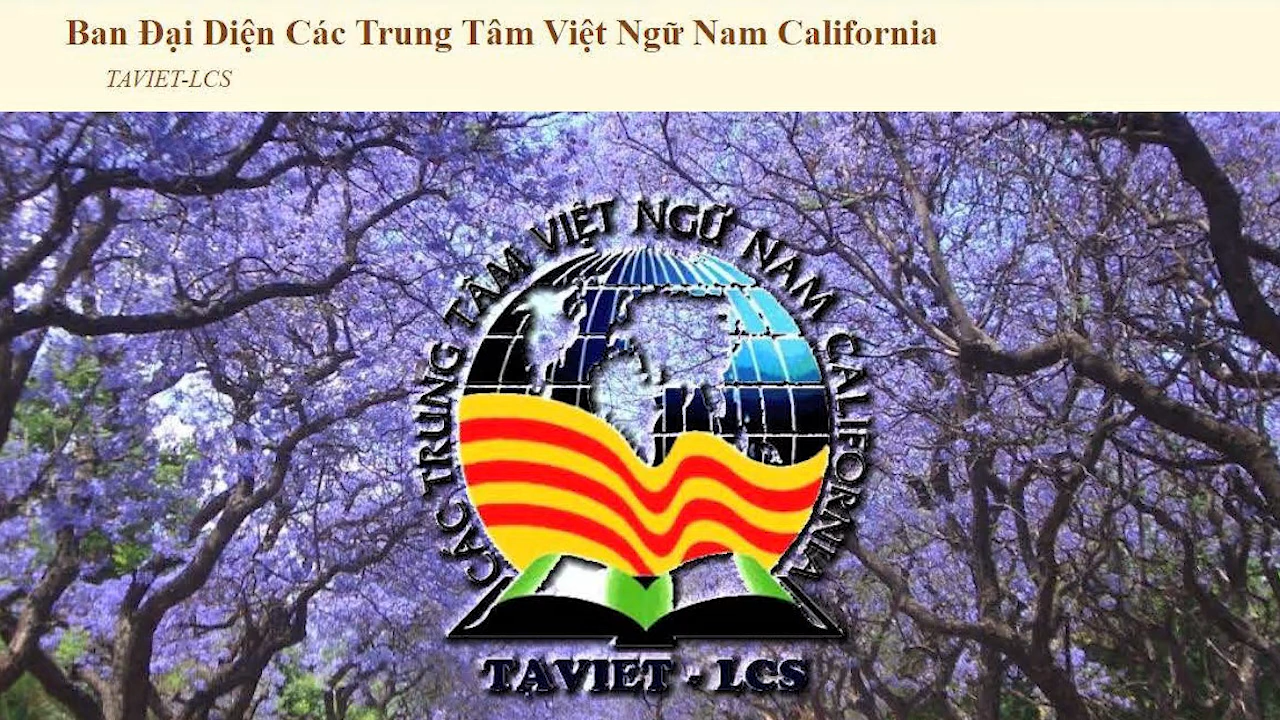 Ban Đại Diện Các Trung Tâm Việt Ngữ Nam California
TAVIET-LCS
CÁC TRUNG TÂM VIỆT NGỮ NAM CALIFORNIA
TAVIET - LCS